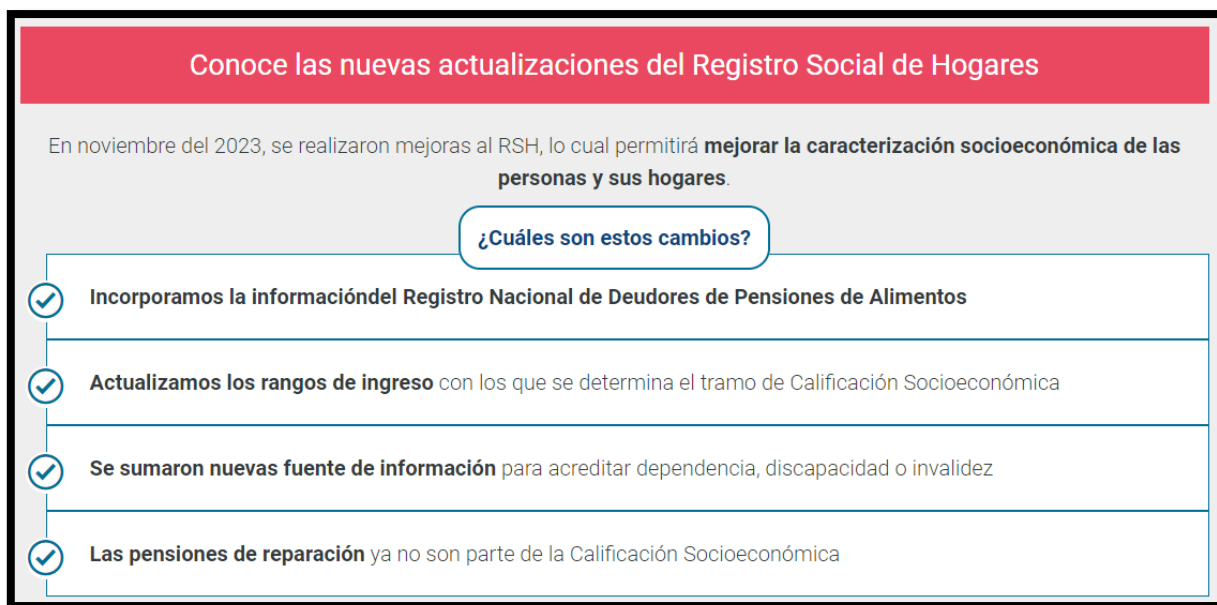 Conoce las nuevas actualizaciones del Registro Social de Hogares
En noviembre del 2023, se realizaron mejoras al RSH, lo cual permitirá mejorar la caracterización socioeconómica de las
personas y sus hogares.
¿Cuáles son estos cambios?
Incorporamos la informacióndel Registro Nacional de Deudores de Pensiones de Alimentos
Actualizamos los rangos de ingreso con los que se determina el tramo de Calificación Socioeconómica
Se sumaron nuevas fuente de información para acreditar dependencia, discapacidad o invalidez
Las pensiones de reparación ya no son parte de la Calificación Socioeconómica